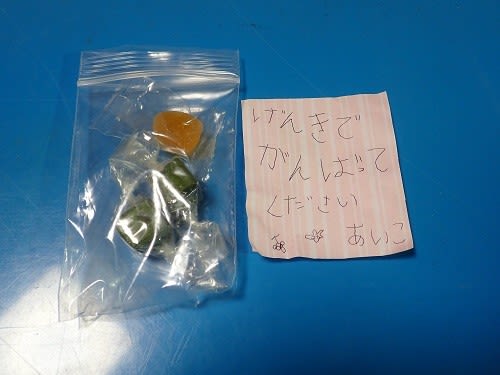 げんきで
がんばって
ください
あいこ